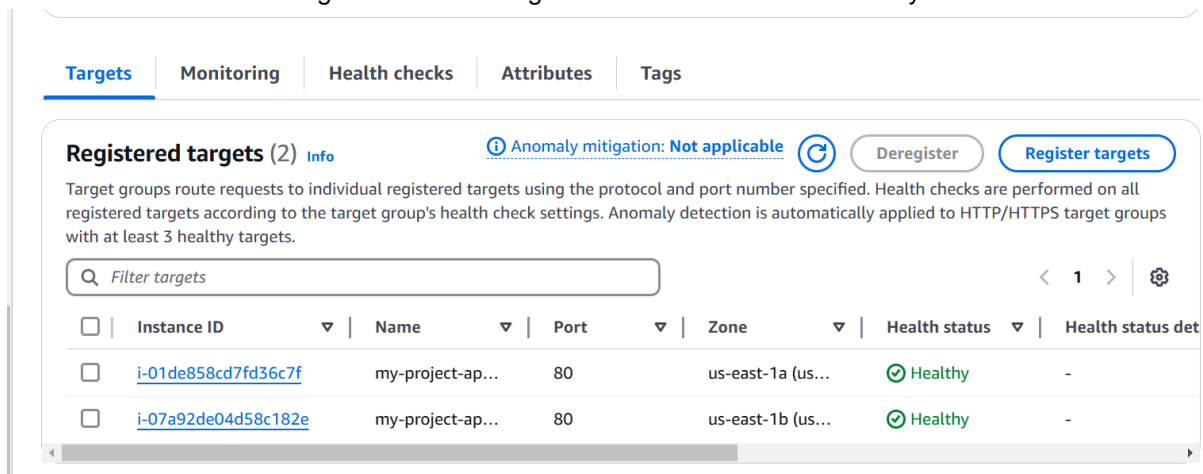 Targets Monitoring Health checks Attributes Tags
Registered targets (2) Info Anomaly mitigation: Not applicable Deregister Register targets
Target groups route requests to individual registered targets using the protocol and port number specified. Health checks are performed on all
registered targets according to the target group's health check settings. Anomaly detection is automatically applied to HTTP/HTTPS target groups
with at least 3 healthy targets.
Filter targets 1
Instance ID Name Port Zone Health status Health status det
i-01de858cd7fd36c7f my-project-ap... 80 us-east-1a (us... Healthy -
i-07a92de04d58c182e my-project-ap... 80 us-east-1b (us... Healthy -